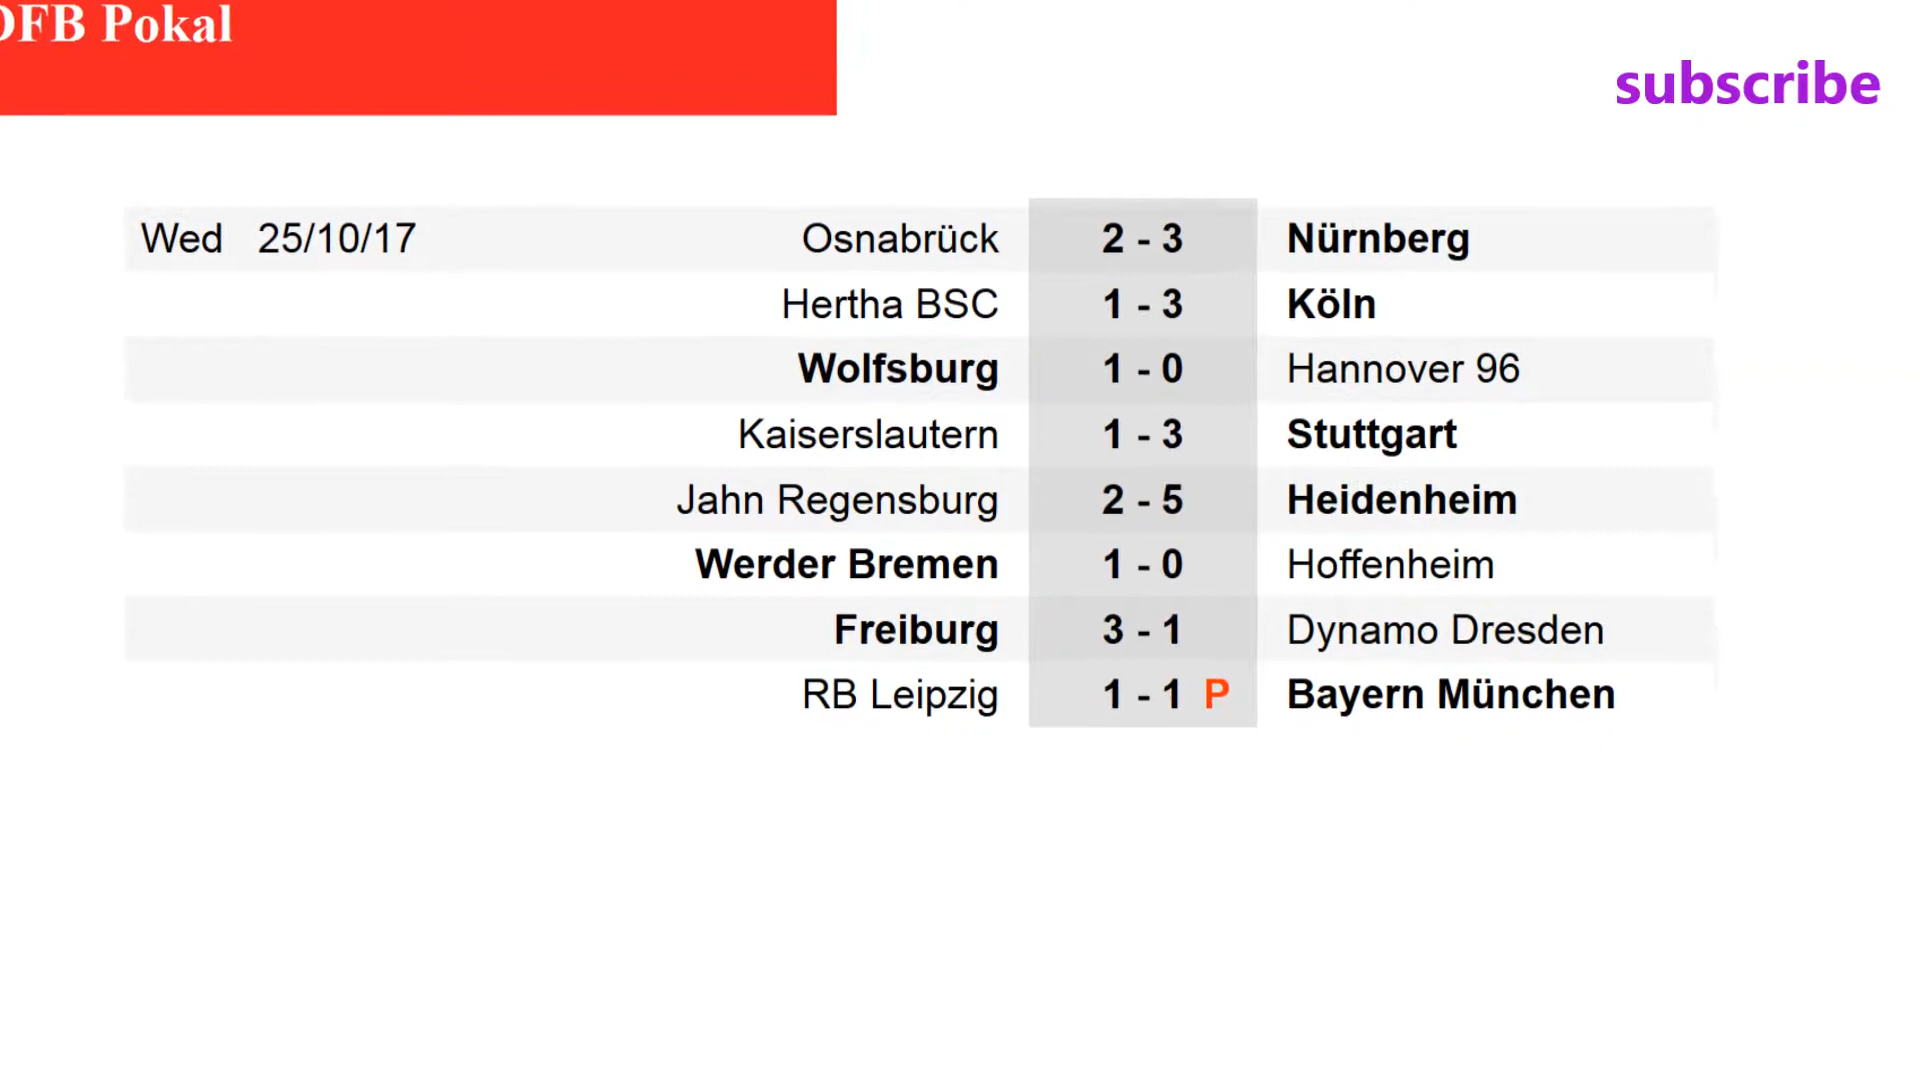 DFB Pokal
subscribe
Wed 25/10/17 Osnabrück 2 - 3 Nürnberg
Hertha BSC 1 - 3 Köln
Wolfsburg 1 - 0 Hannover 96
Kaiserslautern 1 - 3 Stuttgart
Jahn Regensburg 2 - 5 Heidenheim
Werder Bremen 1 - 0 Hoffenheim
Freiburg 3 - 1 Dynamo Dresden
RB Leipzig 1 - 1 P Bayern München